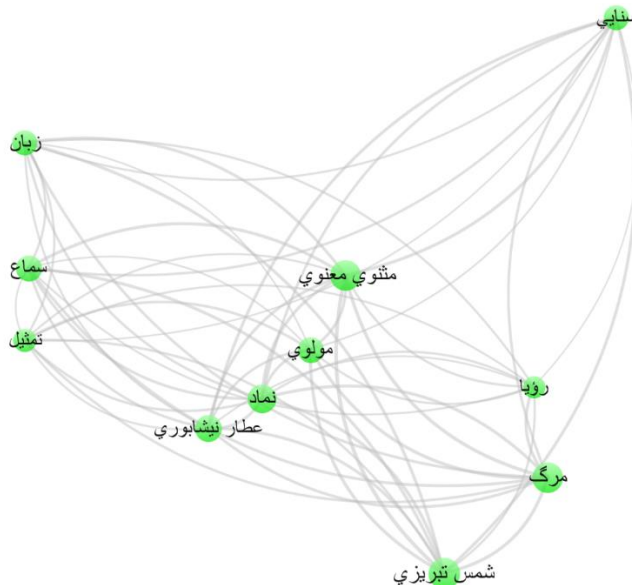 سنايي
زبان
سماع
مثنوي معنوي
تمثيل
مولوي
رؤيا
نماد
عطار نيشابوري
مرگ
شمس تبريزي